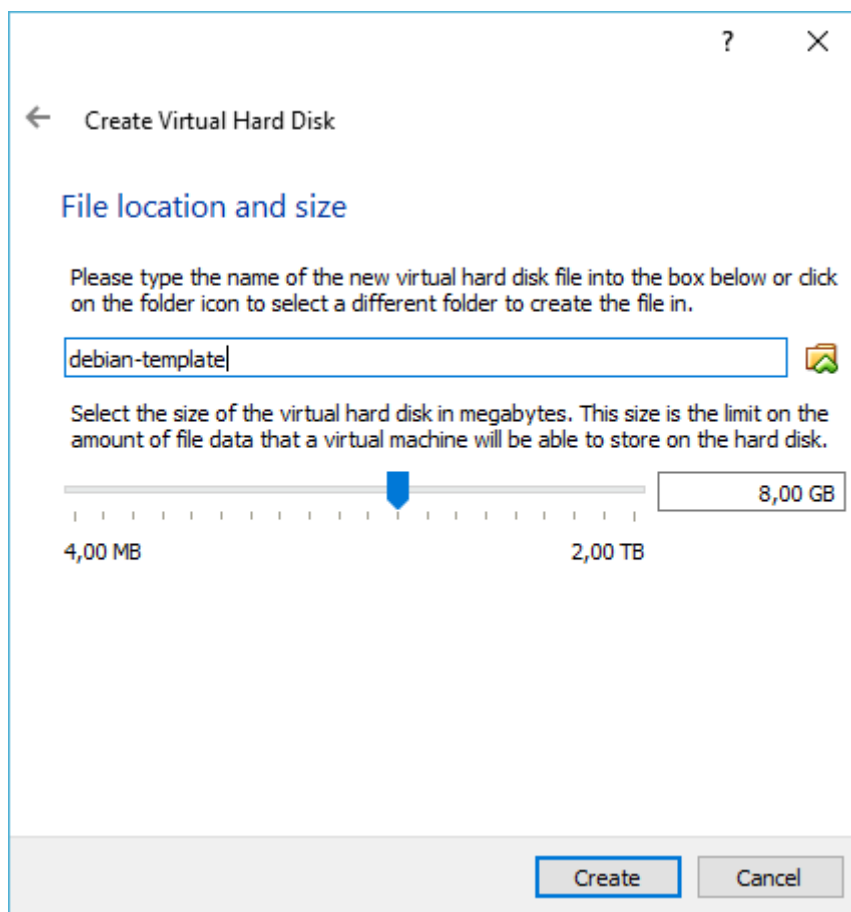 ?
Create Virtual Hard Disk
File location and size
Please type the name of the new virtual hard disk file into the box below or click
on the folder icon to select a different folder to create the file in.
debian-template
Select the size of the virtual hard disk in megabytes. This size is the limit on the
amount of file data that a virtual machine will be able to store on the hard disk.
8,00 GB
4,00 MB 2,00 TB
Create Cancel